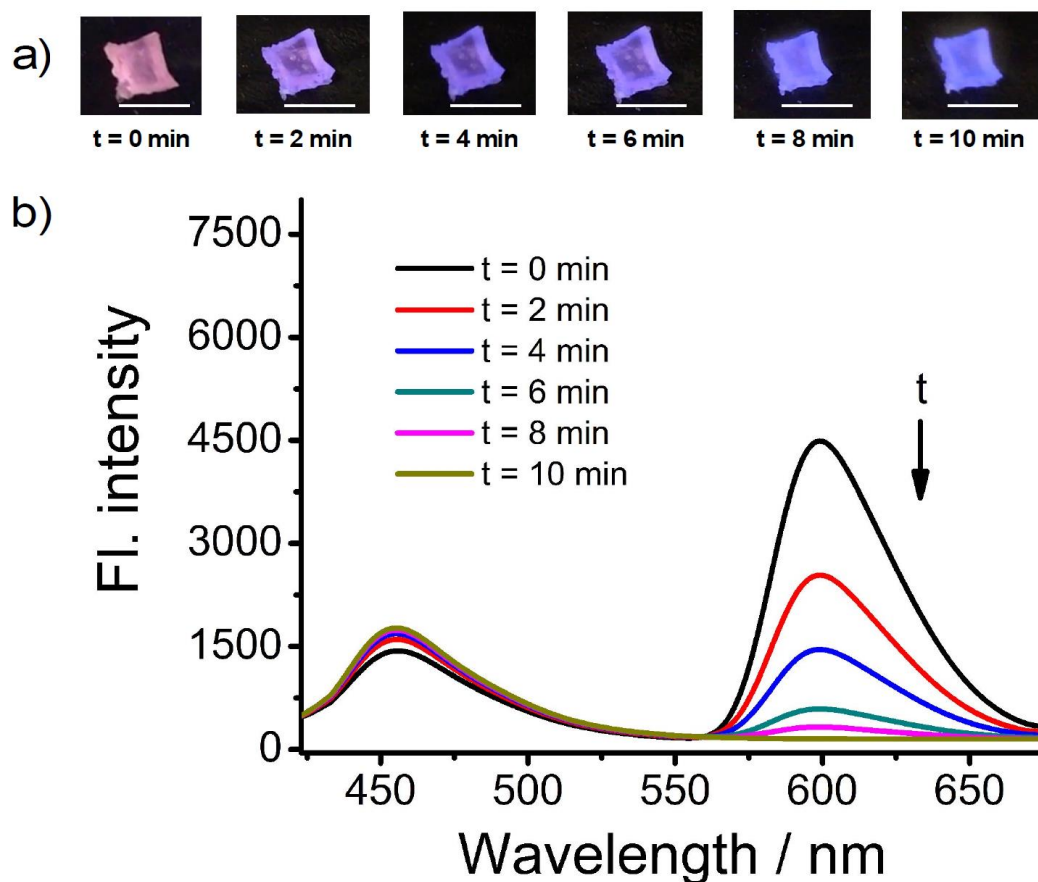 a)
t = 0 min t = 2 min t = 4 min t = 6 min t = 8 min t = 10 min
b)
Fl. intensity
7500
6000
4500
3000
1500
0
t = 0 min
t = 2 min
t = 4 min
t = 6 min
t = 8 min
t = 10 min
t
450 500 550 600 650
Wavelength / nm